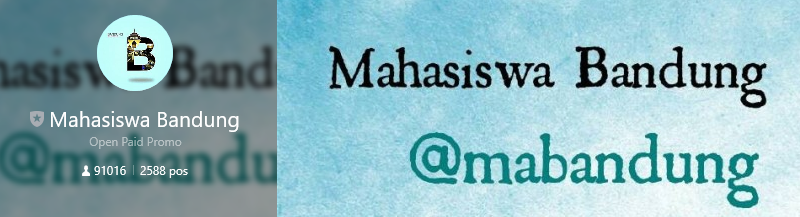 B
Mahasiswa Bandung
Open Paid Promo
91016 | 2588 pos
Mahasiswa Bandung
@mabandung